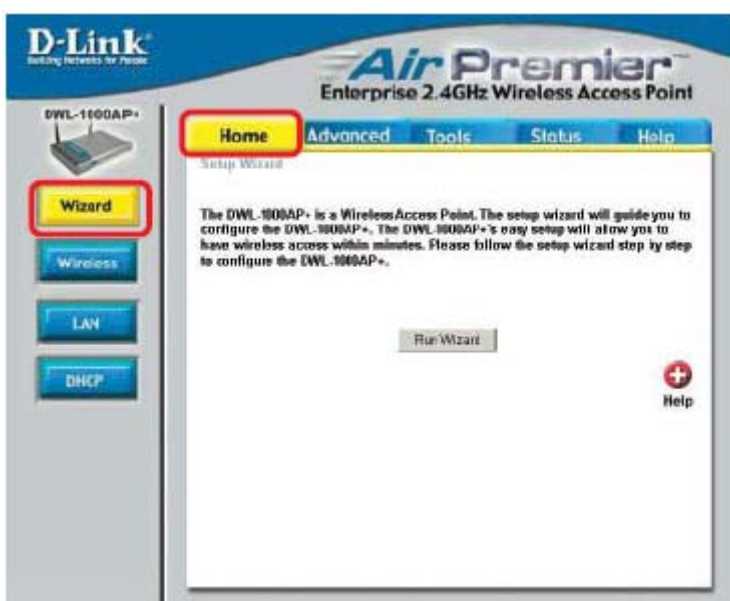 D-Link
Building Networks for People
Air Premier
Enterprise 2.4GHz Wireless Access Point
DWL-1000AP+
Home Advanced Tools Status Help
Setup Wizard
Wizard
The DWL-1000AP+ is a Wireless Access Point. The setup wizard will guide you to
configure the DWL-1000AP+. The DWL-1000AP+'s easy setup will allow you to
have wireless access within minutes. Please follow the setup wizard step by step
to configure the DWL-1000AP+.
Wireless
LAN
Run Wizard
DHCP
Help